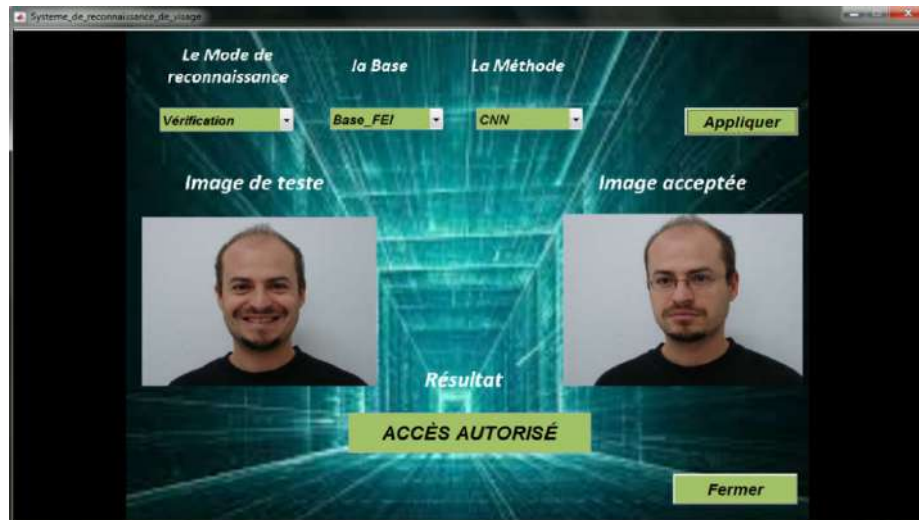 Systeme_de_reconnaissance_de_visage
Le Mode de
reconnaissance
la Base
La Méthode
Vérification
Base_FEI
CNN
Appliquer
Image de teste
Image acceptée
Résultat
ACCÈS AUTORISÉ
Fermer